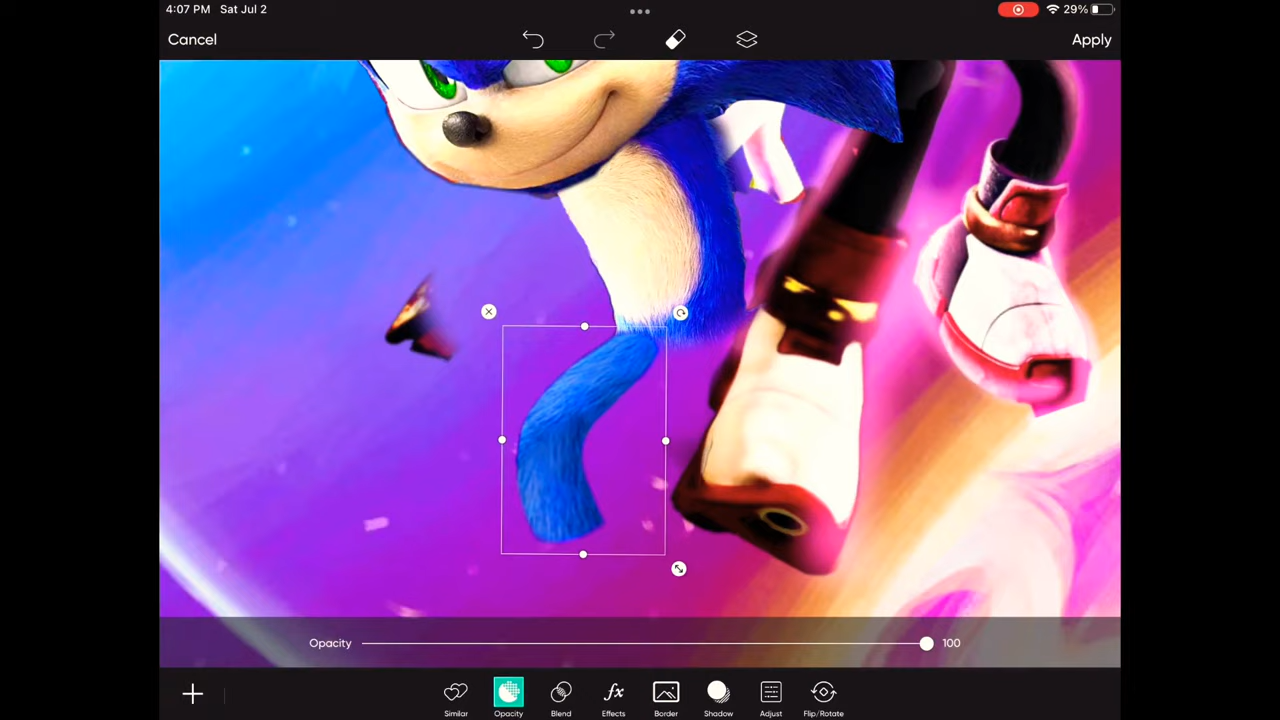 4:07 PM Sat Jul 2
29%
Cancel
Apply
Opacity 100
Similar
Opacity
Blend
Effects
Border
Shadow
Adjust
Flip/Rotate